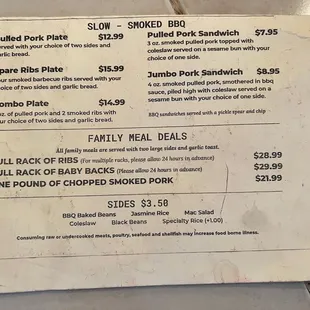 SLOW - SMOKED BBQ
ulled Pork Plate $12.99
erved with your choice of two sides and
garlic bread.
pare Ribs Plate $15.99
our smoked barbecue ribs served with your
choice of two sides and garlic bread.
ombo Plate $14.99
oz. of pulled pork and 2 smoked ribs with
our choice of two sides and garlic bread.
Pulled Pork Sandwich $7.95
3 oz. smoked pulled pork topped with
coleslaw served on a sesame bun with your
choice of one side.
Jumbo Pork Sandwich $8.95
4 oz. smoked pulled pork, smothered in bbq
sauce, piled high with coleslaw served on a
sesame bun with your choice of one side.
BBQ sandwiches served with a pickle spear and chip
FAMILY MEAL DEALS
All family meals are served with two large sides and garlic toast.
ULL RACK OF RIBS (For multiple racks, please allow 24 hours in advance) $28.99
ULL RACK OF BABY BACKS (Please allow 24 hours in advance) $29.99
NE POUND OF CHOPPED SMOKED PORK $21.99
SIDES $3.50
BBQ Baked Beans Jasmine Rice Mac Salad
Coleslaw Black Beans Specialty Rice (+1.00)
Consuming raw or under-cooked meats, poultry, seafood and shellfish may increase food borne illness.